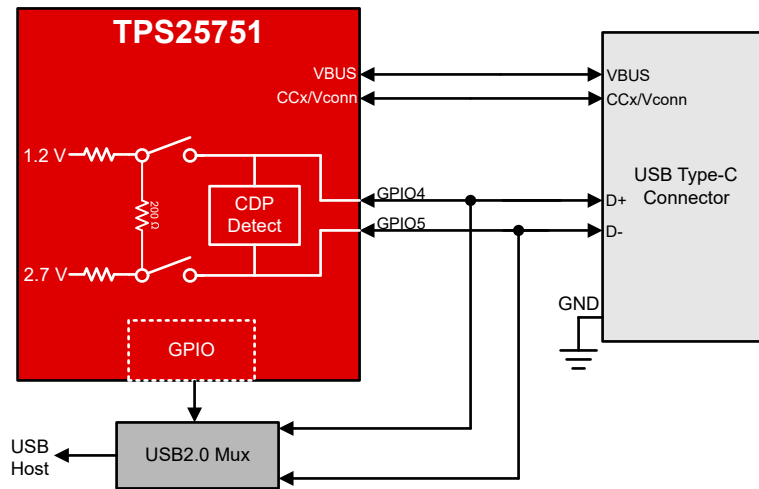 TPS25751
VBUS
CCx/Vconn
VBUS
CCx/Vconn
1.2 V
200 Ω
CDP
Detect
GPIO4
GPIO5
USB Type-C
Connector
D+
D-
2.7 V
GND
GPIO
USB2.0 Mux
USB
Host